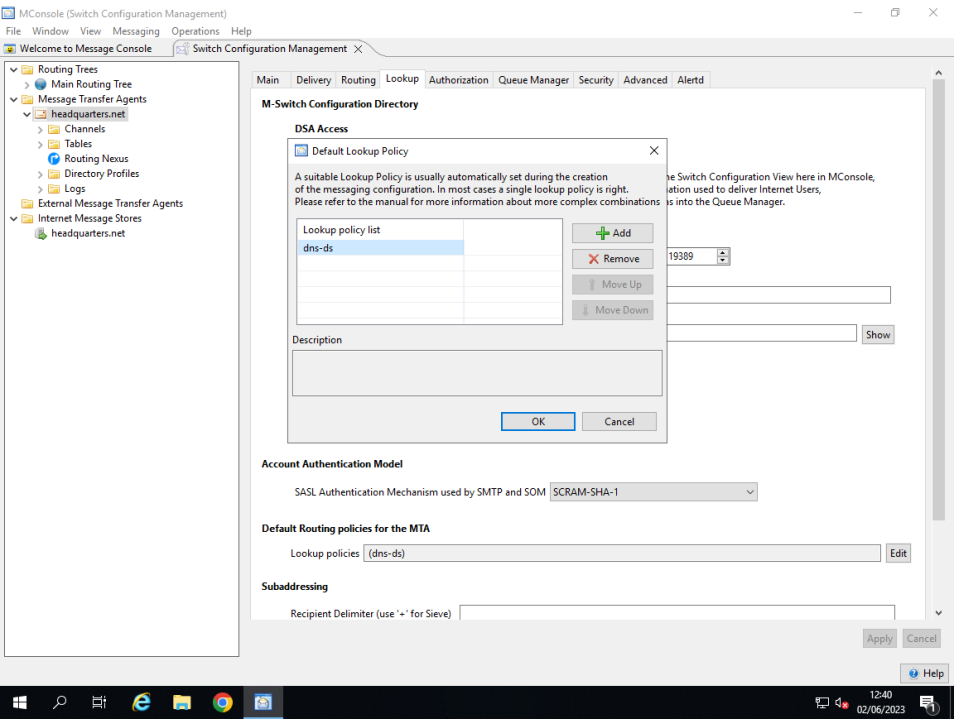 MConsole (Switch Configuration Management)
File Window View Messaging Operations Help
Welcome to Message Console
Switch Configuration Management
Routing Trees
Main Routing Tree
Message Transfer Agents
headquarters.net
Channels
Tables
Routing Nexus
Directory Profiles
Logs
External Message Transfer Agents
Internet Message Stores
headquarters.net
Main Delivery Routing Lookup Authorization Queue Manager Security Advanced Alertd
M-Switch Configuration Directory
DSA Access
he Switch Configuration View here in MConsole,
ation used to deliver Internet Users,
s into the Queue Manager.
19389
Show
Default Lookup Policy
A suitable Lookup Policy is usually automatically set during the creation
of the messaging configuration. In most cases a single lookup policy is right.
Please refer to the manual for more information about more complex combinations
Lookup policy list
dns-ds
Add
Remove
Move Up
Move Down
Description
OK
Cancel
Account Authentication Model
SASL Authentication Mechanism used by SMTP and SOM SCRAM-SHA-1
Default Routing policies for the MTA
Lookup policies (dns-ds) Edit
Subaddressing
Recipient Delimiter (use '+' for Sieve)
Apply Cancel
Help
12:40
02/06/2023
1